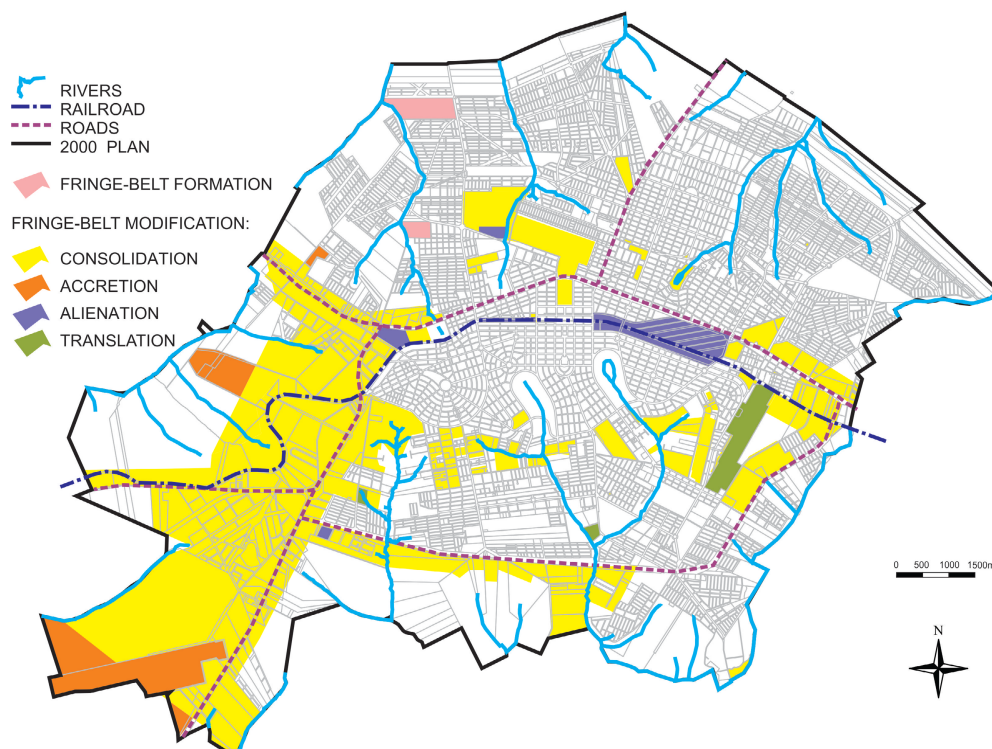 RIVERS
RAILROAD
ROADS
2000 PLAN
FRINGE-BELT FORMATION
FRINGE-BELT MODIFICATION:
CONSOLIDATION
ACCRETION
ALIENATION
TRANSLATION
0 500 1000 1500m
N